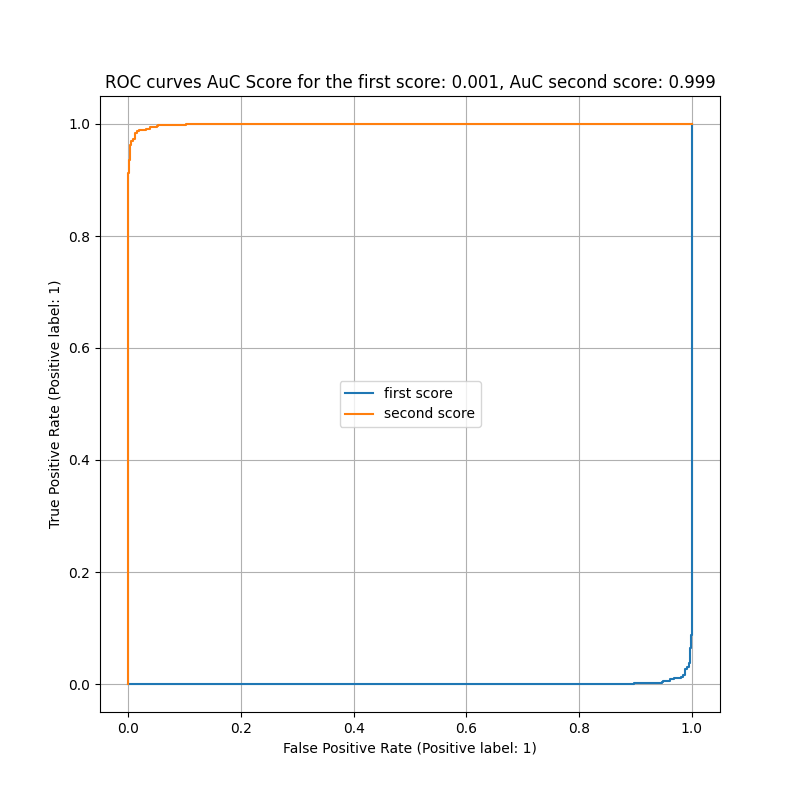 ROC curves AuC Score for the first score: 0.001, AuC second score: 0.999
1.0
0.8
0.6
0.4
0.2
0.0
True Positive Rate (Positive label: 1)
first score
second score
0.0 0.2 0.4 0.6 0.8 1.0
False Positive Rate (Positive label: 1)